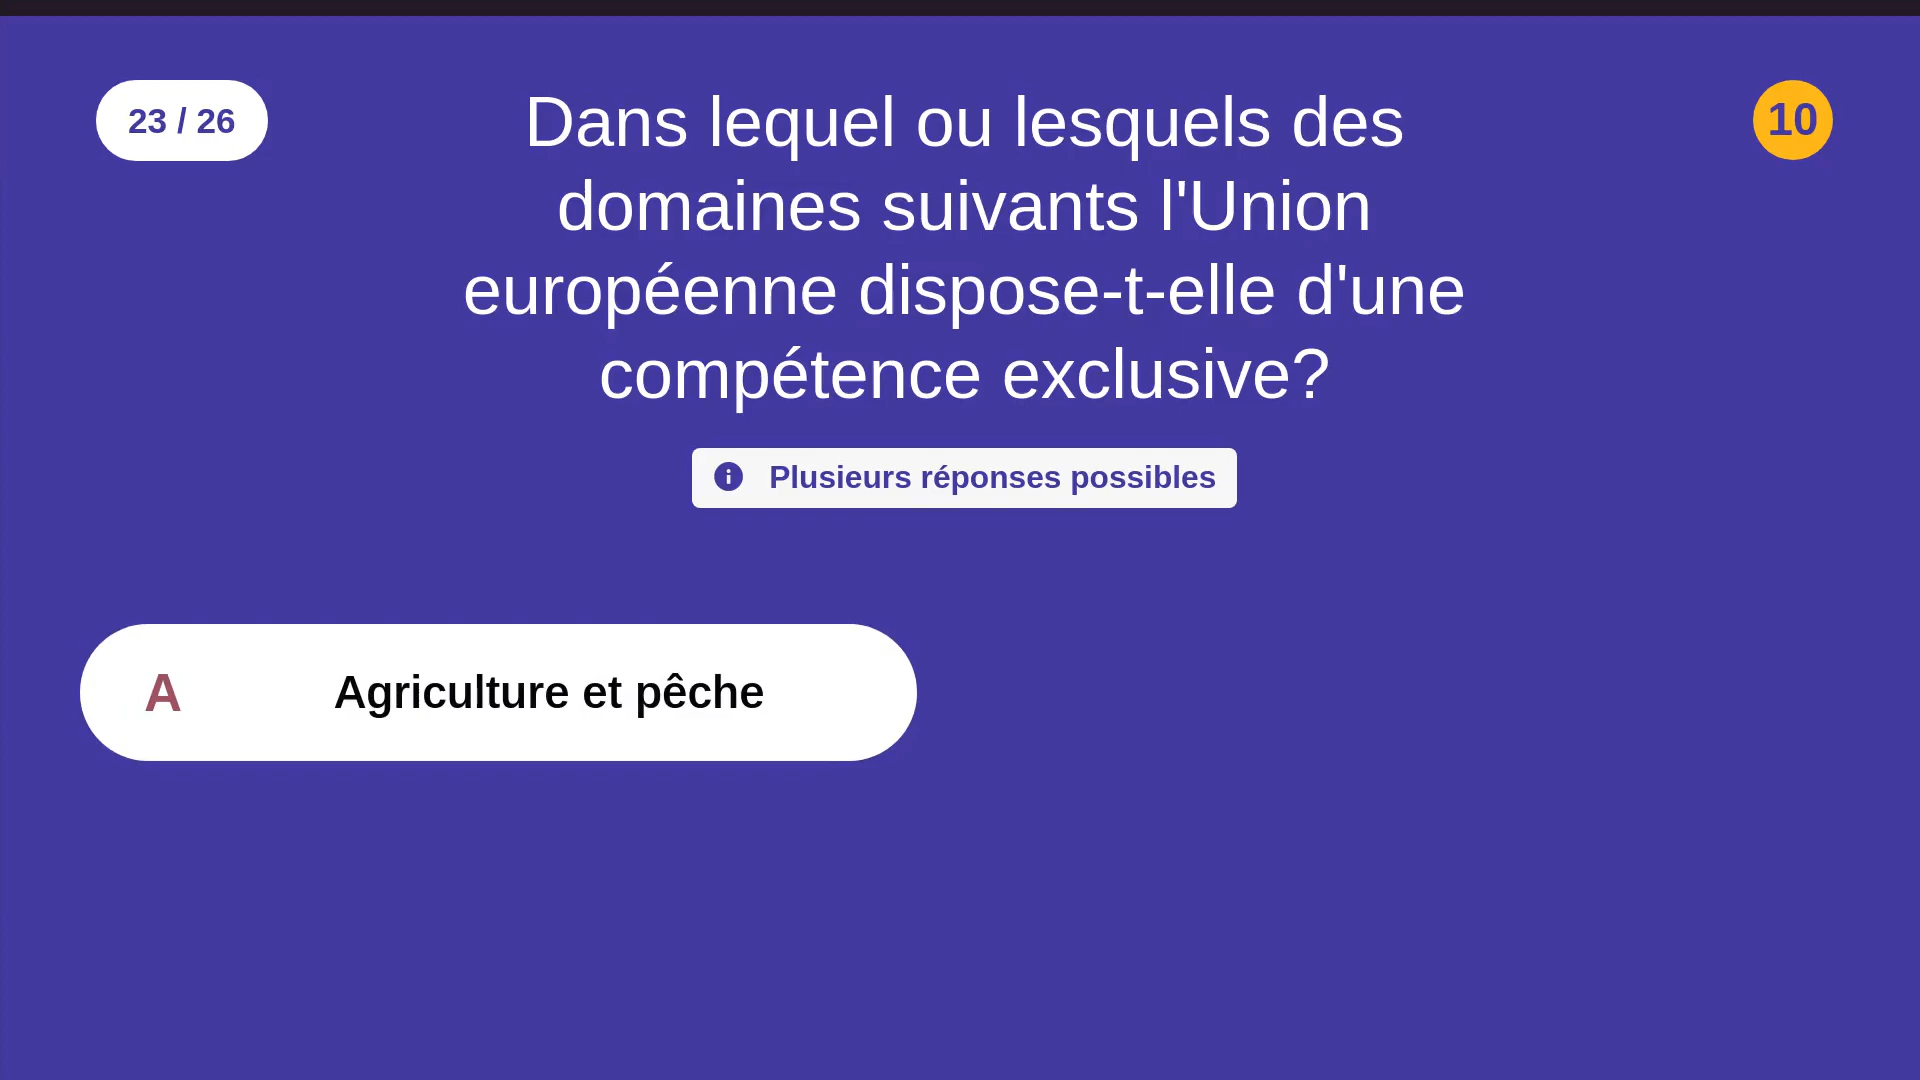 23 / 26
Dans lequel ou lesquels des
domaines suivants l'Union
européenne dispose-t-elle d'une
compétence exclusive?
10
Plusieurs réponses possibles
A Agriculture et pêche